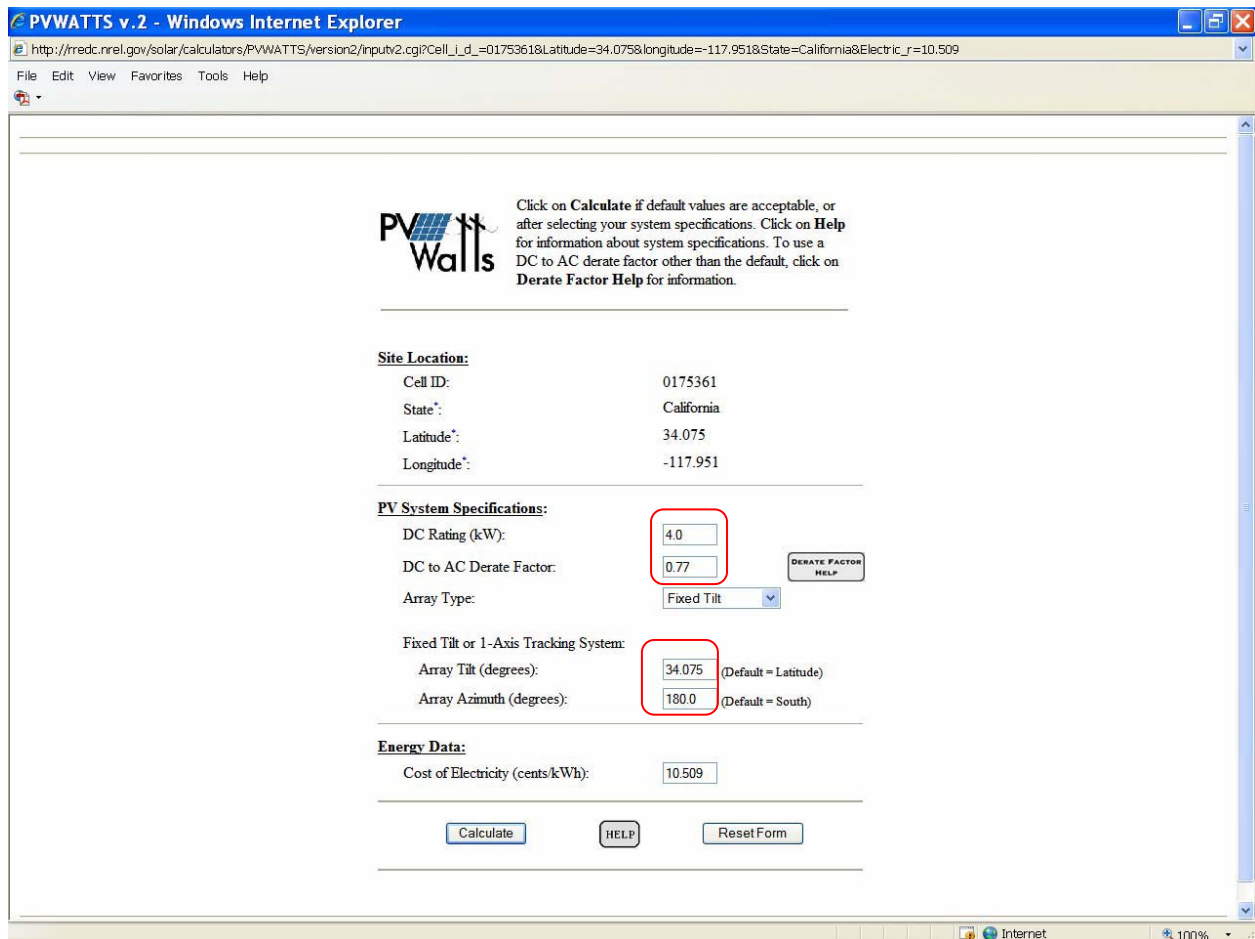 PVWATTS v.2 - Windows Internet Explorer
http://rredc.nrel.gov/solar/calculators/PVWATTS/version2/inputv2.cgi?Cell_i_d_=0175361&Latitude=34.075&longitude=-117.951&State=California&Electric_r=10.509
File Edit View Favorites Tools Help
PV Watts
Click on Calculate if default values are acceptable, or
after selecting your system specifications. Click on Help
for information about system specifications. To use a
DC to AC derate factor other than the default, click on
Derate Factor Help for information.
Site Location:
Cell ID: 0175361
State*: California
Latitude*: 34.075
Longitude*: -117.951
PV System Specifications:
DC Rating (kW): 4.0
DC to AC Derate Factor: 0.77 DERATE FACTOR
HELP
Array Type: Fixed Tilt
Fixed Tilt or 1-Axis Tracking System:
Array Tilt (degrees): 34.075 (Default = Latitude)
Array Azimuth (degrees): 180.0 (Default = South)
Energy Data:
Cost of Electricity (cents/kWh): 10.509
Calculate HELP Reset Form
Internet 100%